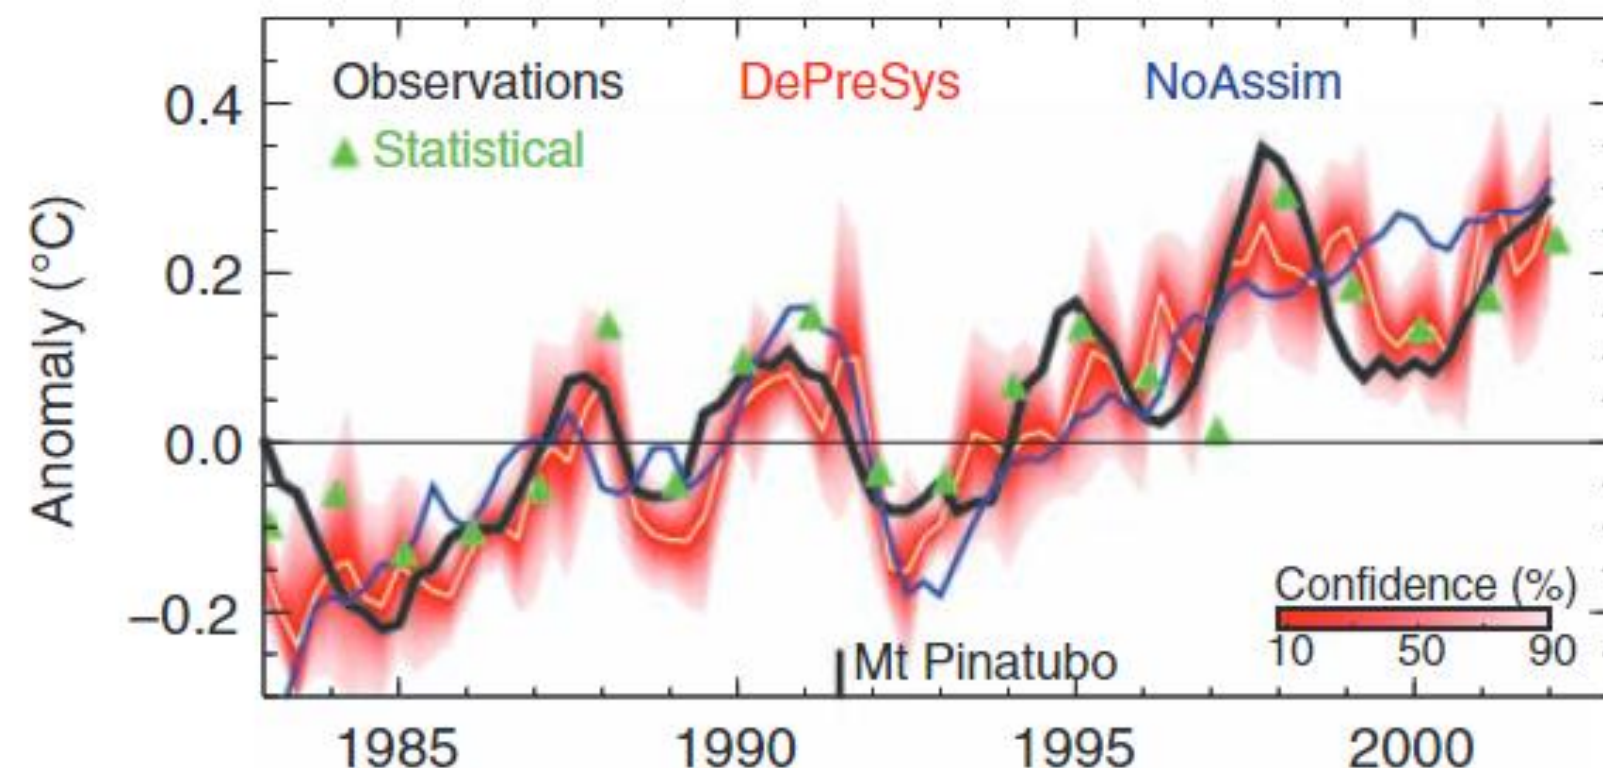 Observations DePreSys NoAssim
Statistical
0.4
0.2
0.0
−0.2
Anomaly (°C)
Confidence (%)
10 50 90
Mt Pinatubo
1985 1990 1995 2000